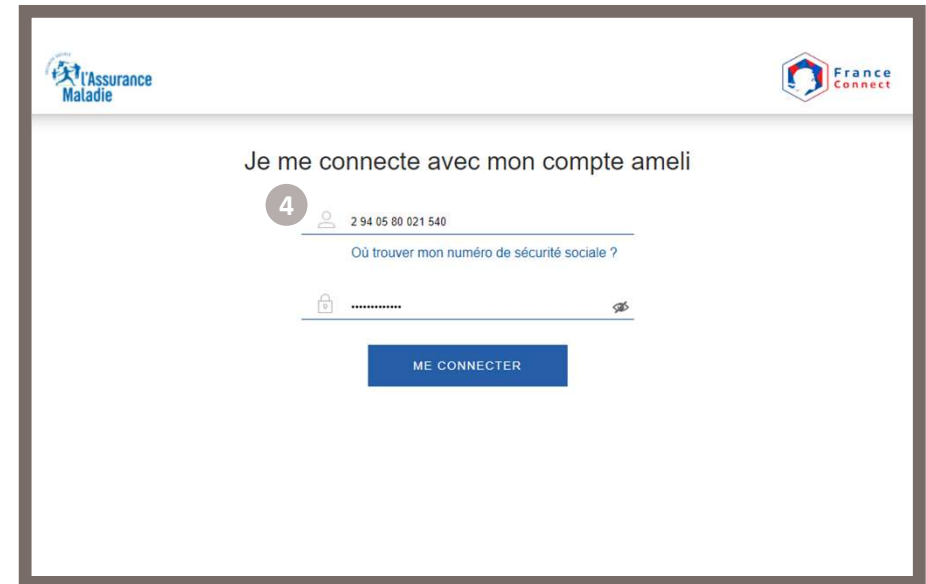 l'Assurance
Maladie
France
Connect
Je me connecte avec mon compte ameli
4
2 94 05 80 021 540
Où trouver mon numéro de sécurité sociale ?
•••••••••••••
ME CONNECTER